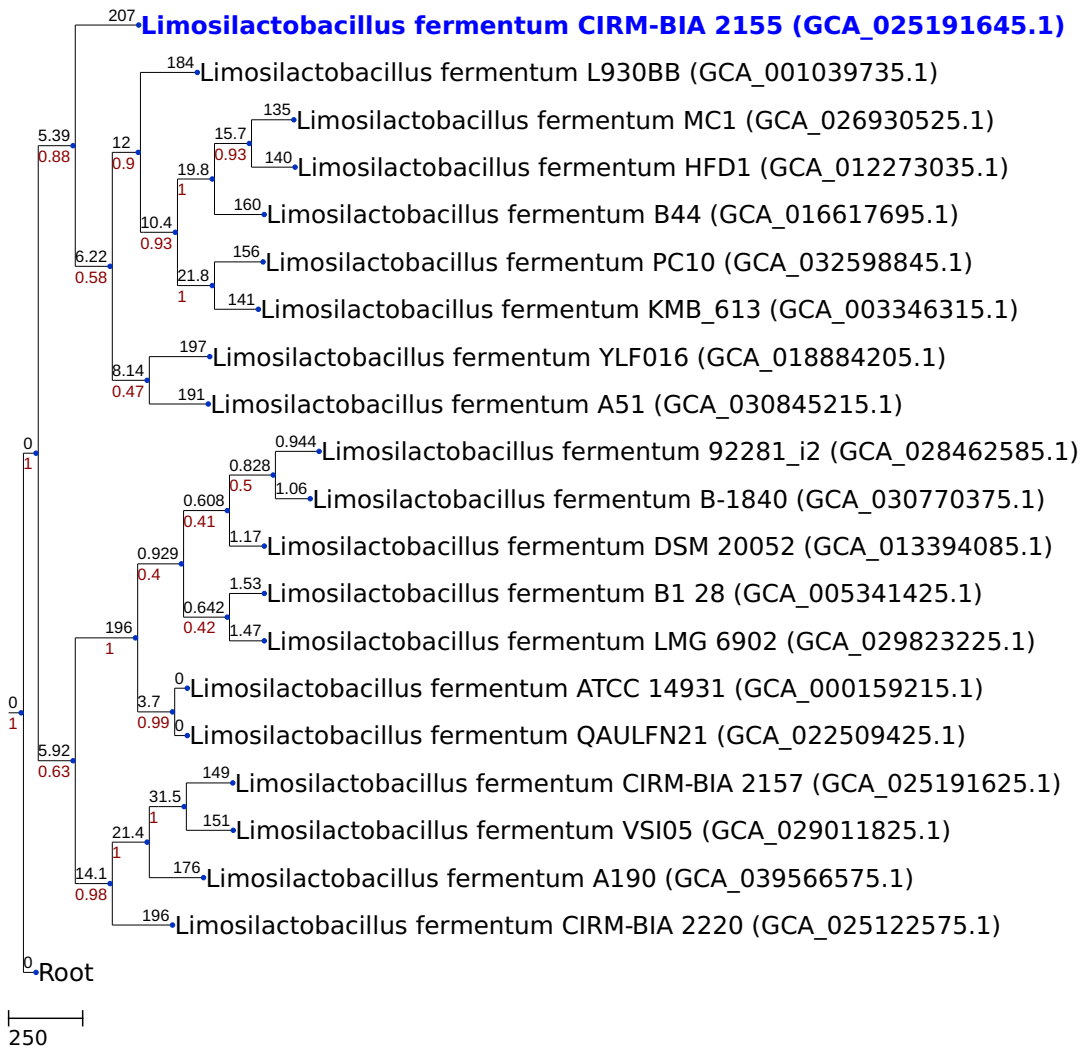 207
Limosilactobacillus fermentum CIRM-BIA 2155 (GCA_025191645.1)
184
Limosilactobacillus fermentum L930BB (GCA_001039735.1)
135
Limosilactobacillus fermentum MC1 (GCA_026930525.1)
5.39
12
15.7
0.88
0.9
0.93
140
Limosilactobacillus fermentum HFD1 (GCA_012273035.1)
19.8
1
160
Limosilactobacillus fermentum B44 (GCA_016617695.1)
10.4
0.93
6.22
0.58
156
Limosilactobacillus fermentum PC10 (GCA_032598845.1)
21.8
1
141
Limosilactobacillus fermentum KMB_613 (GCA_003346315.1)
197
Limosilactobacillus fermentum YLF016 (GCA_018884205.1)
8.14
0.47
191
Limosilactobacillus fermentum A51 (GCA_030845215.1)
0
1
0.944
Limosilactobacillus fermentum 92281_i2 (GCA_028462585.1)
0.828
0.5
1.06
Limosilactobacillus fermentum B-1840 (GCA_030770375.1)
0.608
0.41
1.17
Limosilactobacillus fermentum DSM 20052 (GCA_013394085.1)
0.929
0.4
1.53
Limosilactobacillus fermentum B1 28 (GCA_005341425.1)
0.642
0.42
1.47
Limosilactobacillus fermentum LMG 6902 (GCA_029823225.1)
196
1
0
Limosilactobacillus fermentum ATCC 14931 (GCA_000159215.1)
3.7
0.99
0
Limosilactobacillus fermentum QAULFN21 (GCA_022509425.1)
0
1
5.92
0.63
149
Limosilactobacillus fermentum CIRM-BIA 2157 (GCA_025191625.1)
31.5
1
151
Limosilactobacillus fermentum VSI05 (GCA_029011825.1)
21.4
1
176
Limosilactobacillus fermentum A190 (GCA_039566575.1)
14.1
0.98
196
Limosilactobacillus fermentum CIRM-BIA 2220 (GCA_025122575.1)
0
Root
250